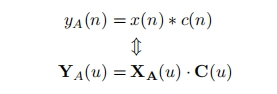 y_A(n) = x(n) * c(n)
⇕
Y_A(u) = X_A(u) · C(u)